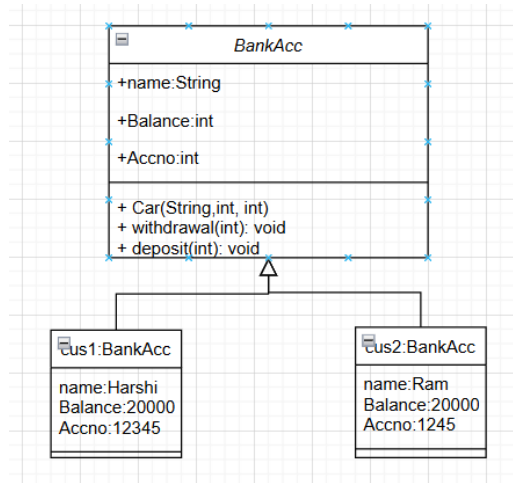 BankAcc
+name:String
+Balance:int
+Accno:int
+ Car(String,int, int)
+ withdrawal(int): void
+ deposit(int): void
cus1:BankAcc
name:Harshi
Balance:20000
Accno:12345
cus2:BankAcc
name:Ram
Balance:20000
Accno:1245